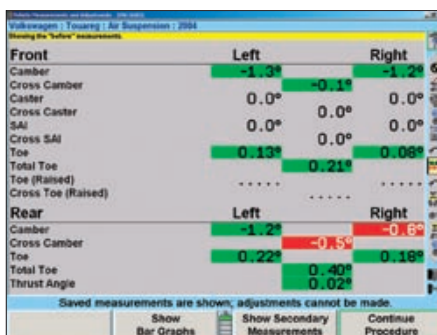 Vehicle Measurements and Adjustments
Volkswagen : Touareg : Air Suspension : 2004
Showing the "before" measurements.
Front Left Right
Camber -1.3° -1.2°
Cross Camber -0.1°
Caster 0.0° 0.0°
Cross Caster 0.0°
SAI 0.0° 0.0°
Cross SAI 0.0°
Toe 0.13° 0.08°
Total Toe 0.21°
Toe (Raised) ----- -----
Cross Toe (Raised) -----
Rear Left Right
Camber -1.2° -0.6°
Cross Camber -0.5°
Toe 0.22° 0.18°
Total Toe 0.40°
Thrust Angle 0.02°
Saved measurements are shown; adjustments cannot be made.
Show Bar Graphs
Show Secondary Measurements
Continue Procedure